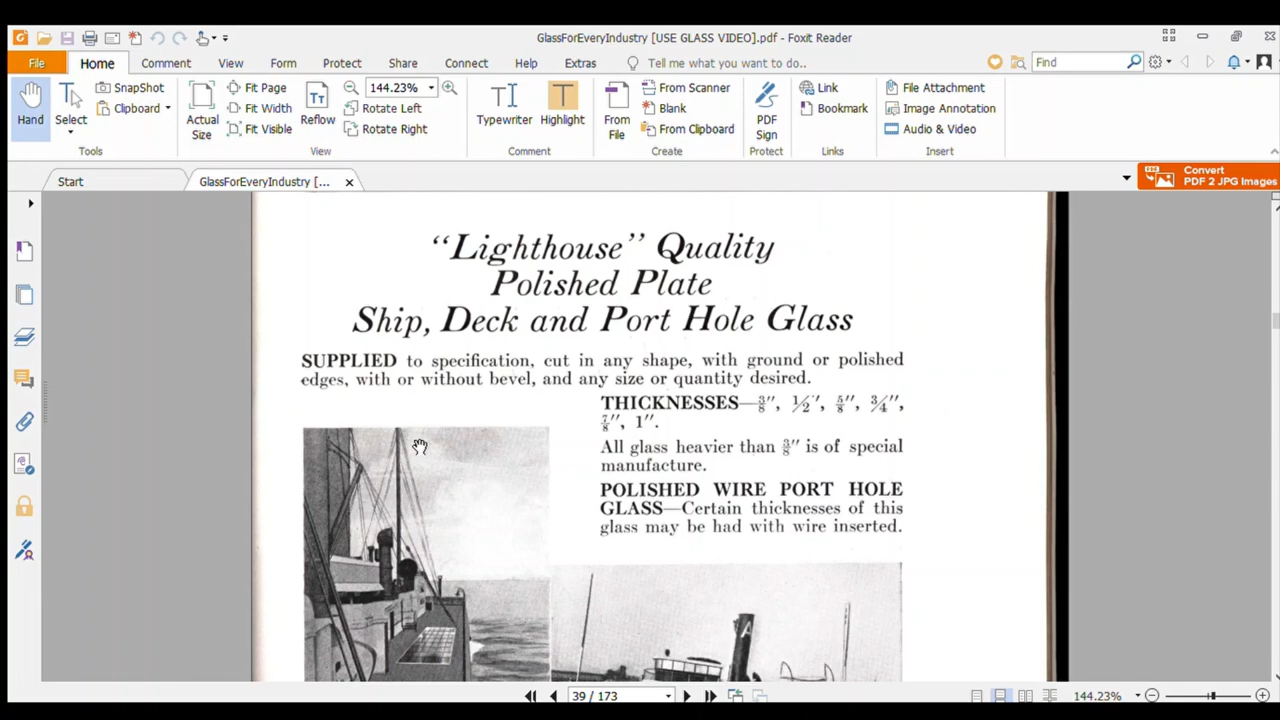 GlassForEveryIndustry [USE GLASS VIDEO].pdf - Foxit Reader
File Home Comment View Form Protect Share Connect Help Extras Tell me what you want to do.. Find
Hand
Select
SnapShot
Clipboard
Tools
Actual
Size
Fit Page
Fit Width
Fit Visible
Reflow
144.23%
Rotate Left
Rotate Right
View
Typewriter
Highlight
Comment
From
File
From Scanner
Blank
From Clipboard
Create
PDF
Sign
Protect
Link
Bookmark
Links
File Attachment
Image Annotation
Audio & Video
Insert
Start
GlassForEveryIndustry [...
Convert
PDF 2 JPG Images
“Lighthouse” Quality
Polished Plate
Ship, Deck and Port Hole Glass
SUPPLIED to specification, cut in any shape, with ground or polished
edges, with or without bevel, and any size or quantity desired.
THICKNESSES—3/8″, 1/2″, 5/8″, 3/4″,
7/8″, 1″.
All glass heavier than 3/8″ is of special
manufacture.
POLISHED WIRE PORT HOLE
GLASS—Certain thicknesses of this
glass may be had with wire inserted.
A
39 / 173
144.23%